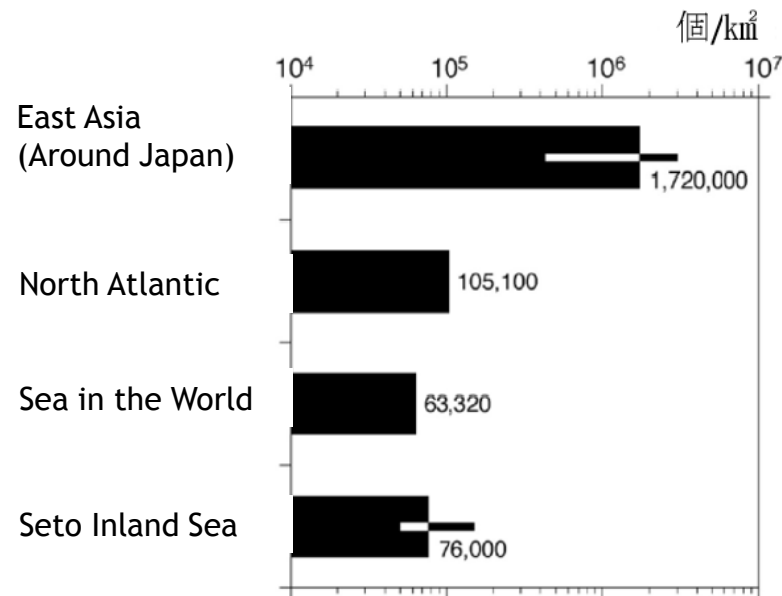 個/km²
10⁴ 10⁵ 10⁶ 10⁷
East Asia
(Around Japan)
1,720,000
North Atlantic
105,100
Sea in the World
63,320
Seto Inland Sea
76,000